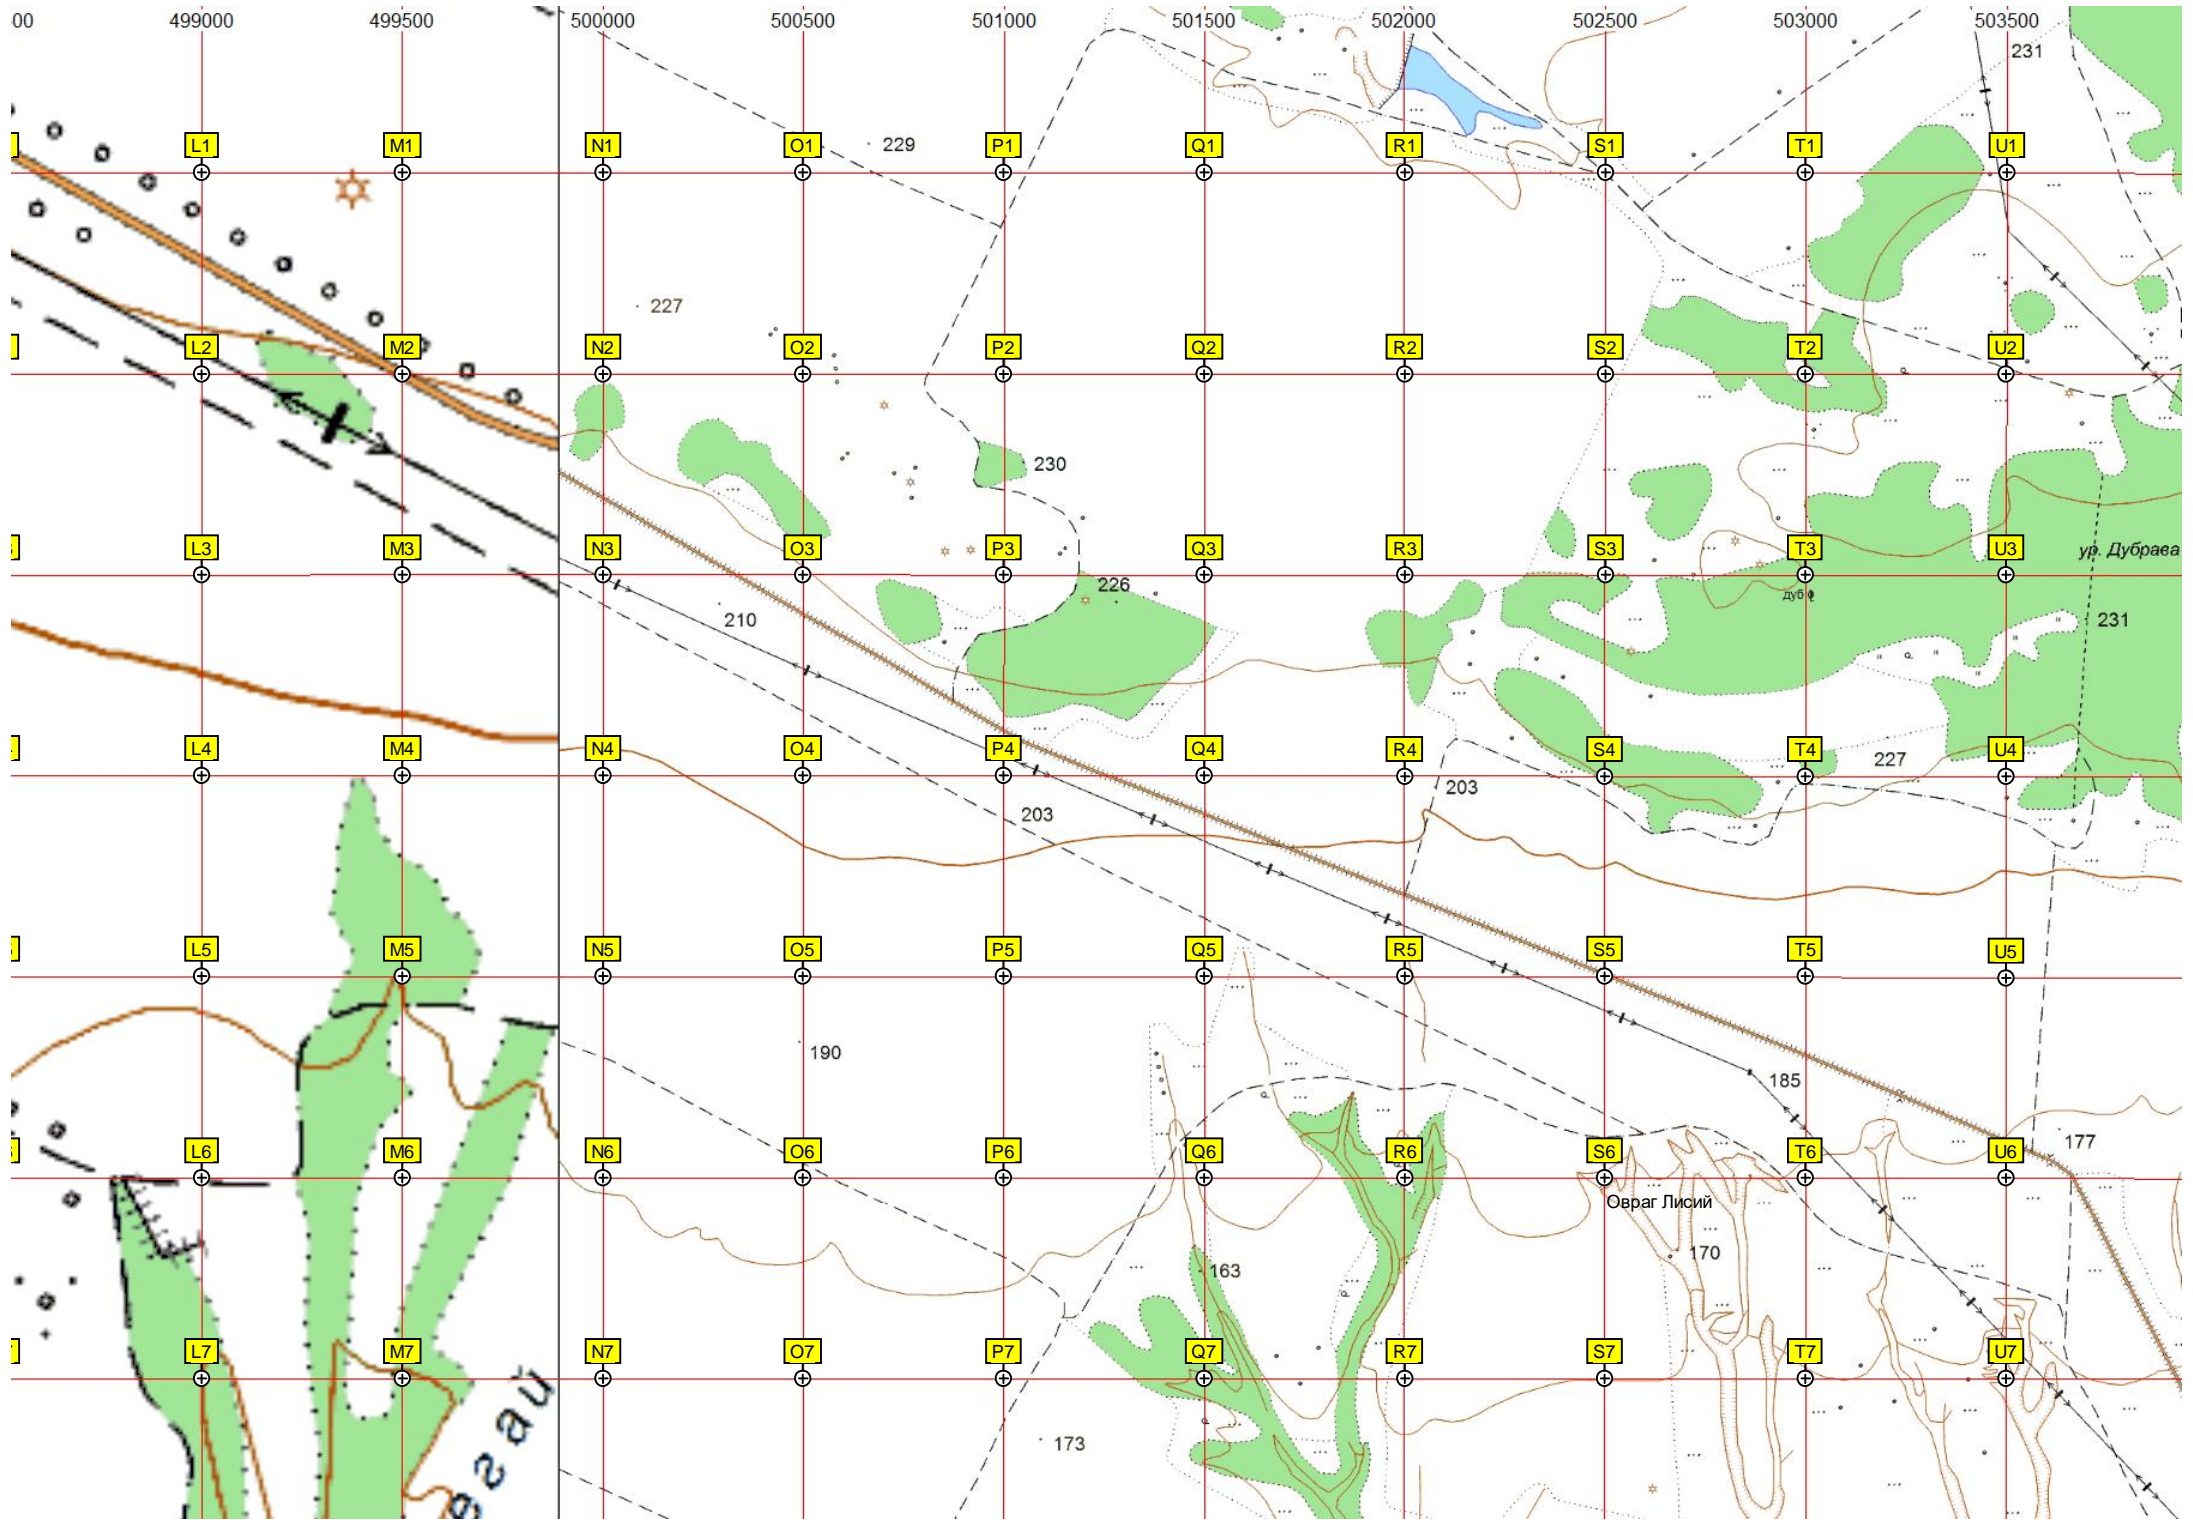 00 499000 499500 500000 500500 501000 501500 502000 502500 503000 503500
231
L1 M1 N1 O1 P1 Q1 R1 S1 T1 U1
229
227
L2 M2 N2 O2 P2 Q2 R2 S2 T2 U2
230
L3 M3 N3 O3 P3 Q3 R3 S3 T3 U3
ур. Дубрава
226
дуб
210
231
L4 M4 N4 O4 P4 Q4 R4 S4 T4 U4
227
203
203
L5 M5 N5 O5 P5 Q5 R5 S5 T5 U5
190
185
177
L6 M6 N6 O6 P6 Q6 R6 S6 T6 U6
Овраг Лисий
170
163
L7 M7 N7 O7 P7 Q7 R7 S7 T7 U7
173